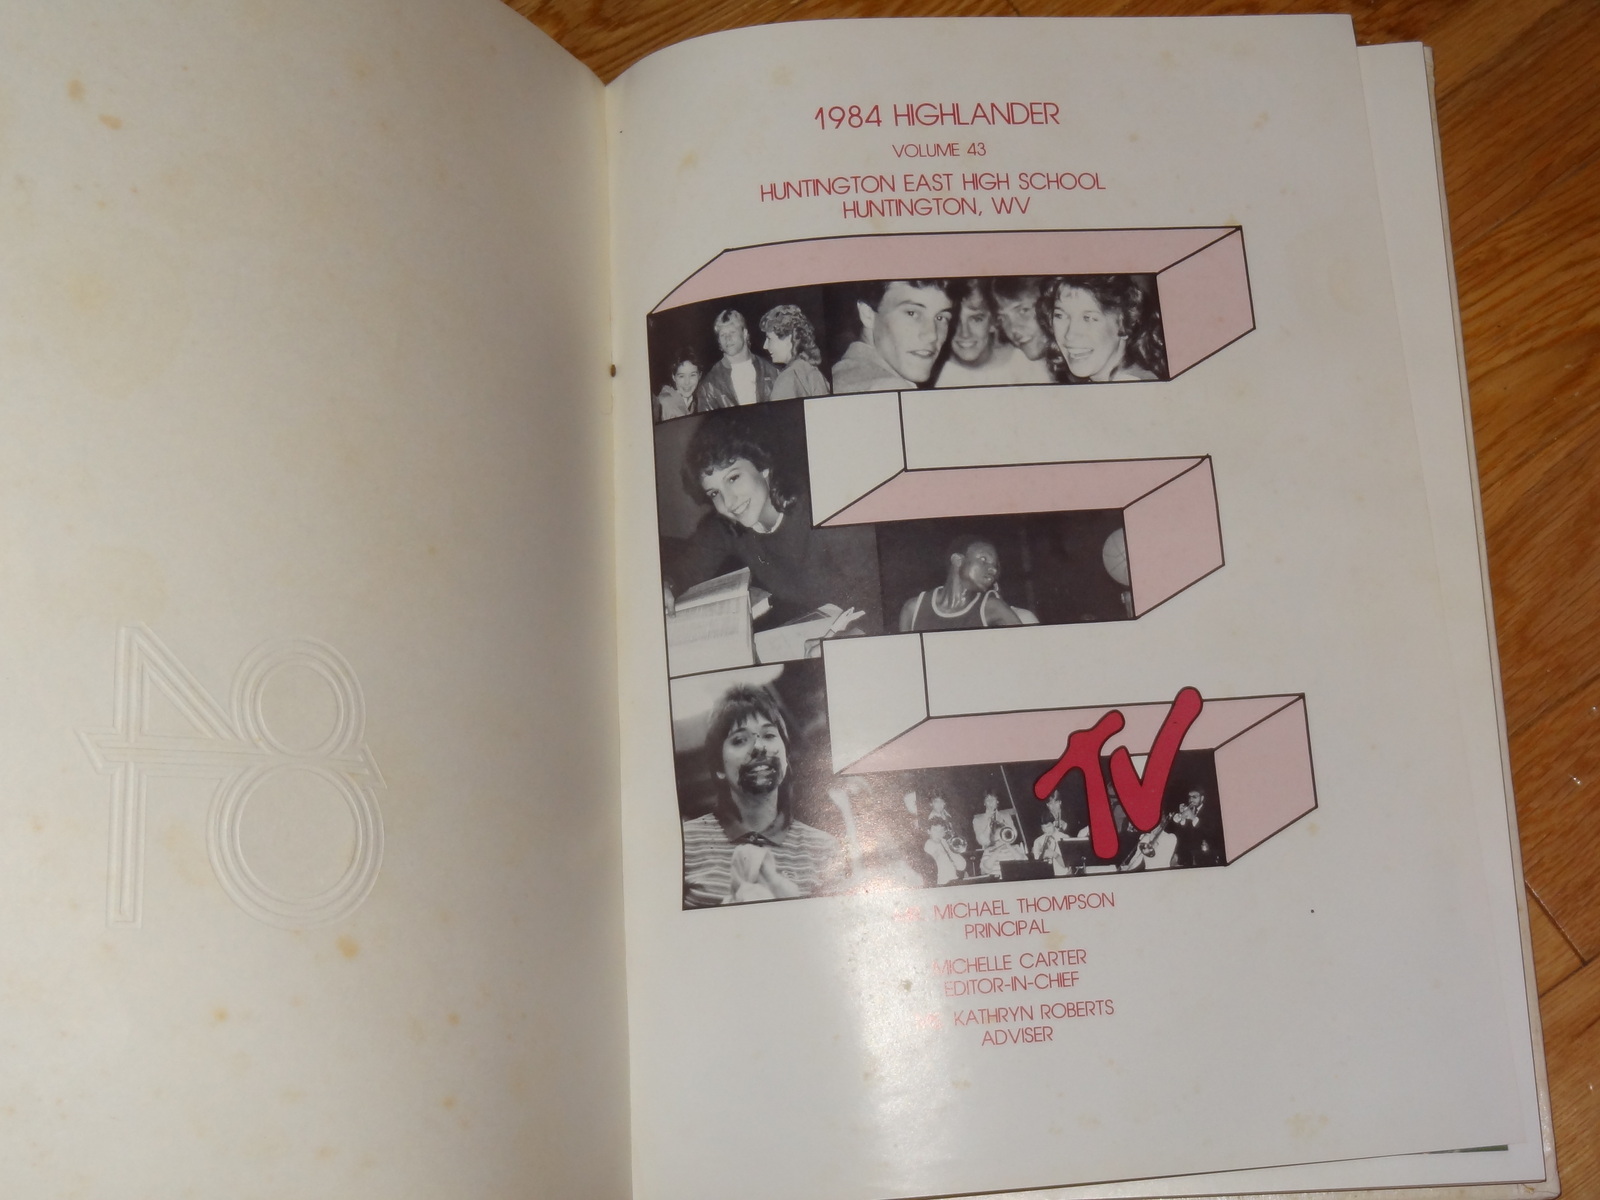 84
1984 HIGHLANDER
VOLUME 43
HUNTINGTON EAST HIGH SCHOOL
HUNTINGTON, WV
TV
MICHAEL THOMPSON
PRINCIPAL
MICHELLE CARTER
EDITOR-IN-CHIEF
KATHRYN ROBERTS
ADVISER